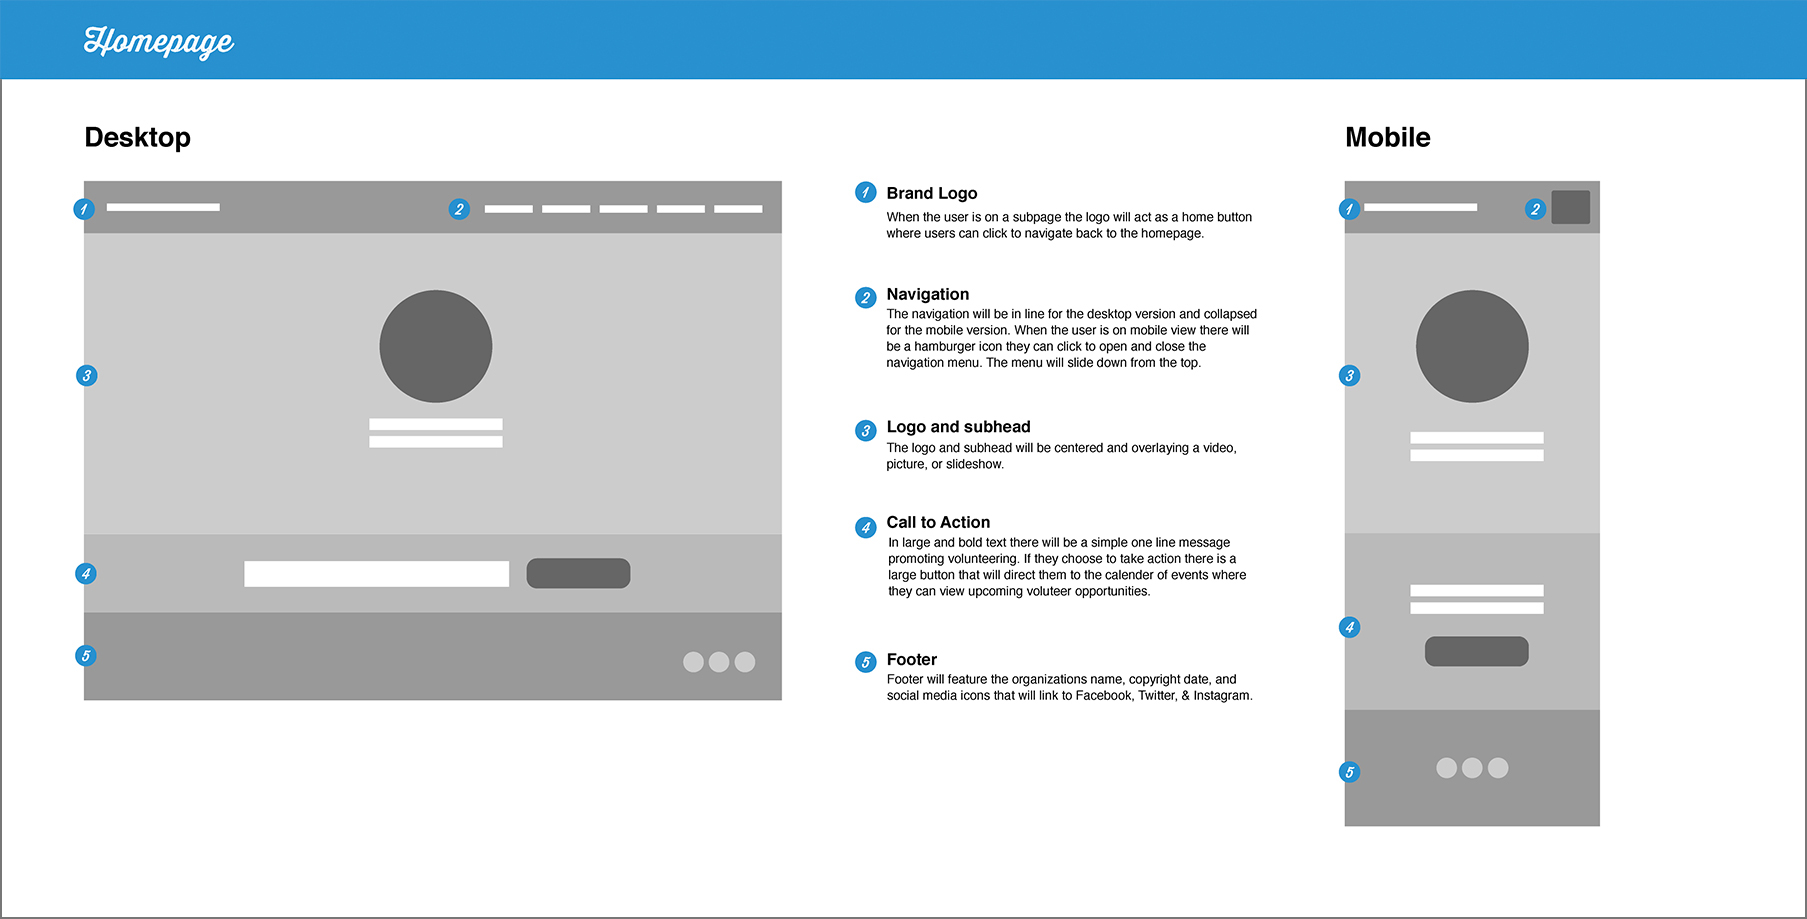 Homepage
Desktop
Mobile
1
2
3
4
5
1
Brand Logo
When the user is on a subpage the logo will act as a home button
where users can click to navigate back to the homepage.
2
Navigation
The navigation will be in line for the desktop version and collapsed
for the mobile version. When the user is on mobile view there will
be a hamburger icon they can click to open and close the
navigation menu. The menu will slide down from the top.
3
Logo and subhead
The logo and subhead will be centered and overlaying a video,
picture, or slideshow.
4
Call to Action
In large and bold text there will be a simple one line message
promoting volunteering. If they choose to take action there is a
large button that will direct them to the calender of events where
they can view upcoming voluteer opportunities.
5
Footer
Footer will feature the organizations name, copyright date, and
social media icons that will link to Facebook, Twitter, & Instagram.
1
2
3
4
5